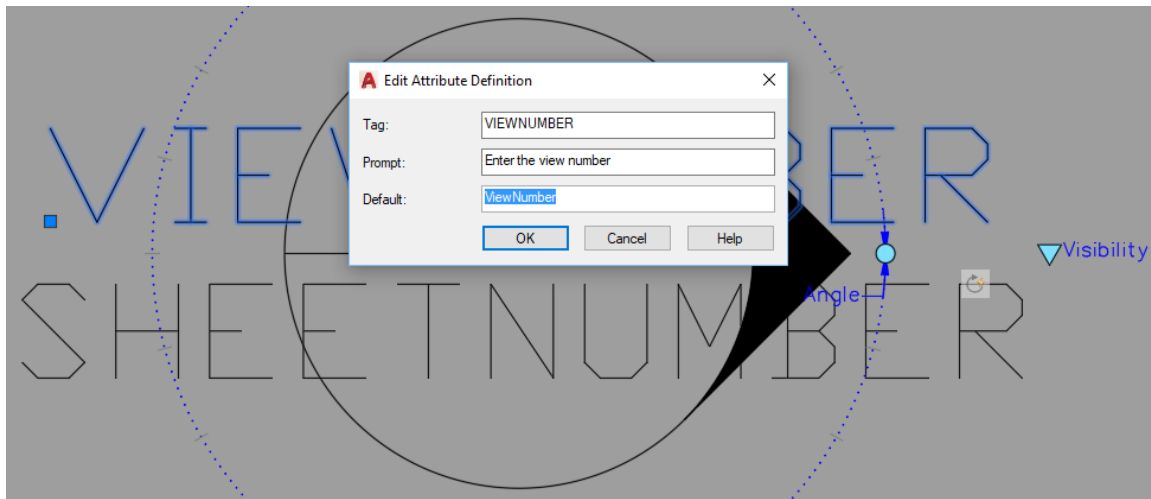 Edit Attribute Definition
Tag: VIEWNUMBER
Prompt: Enter the view number
Default: ViewNumber
OK Cancel Help
Visibility
Angle
SHEETNUMBER